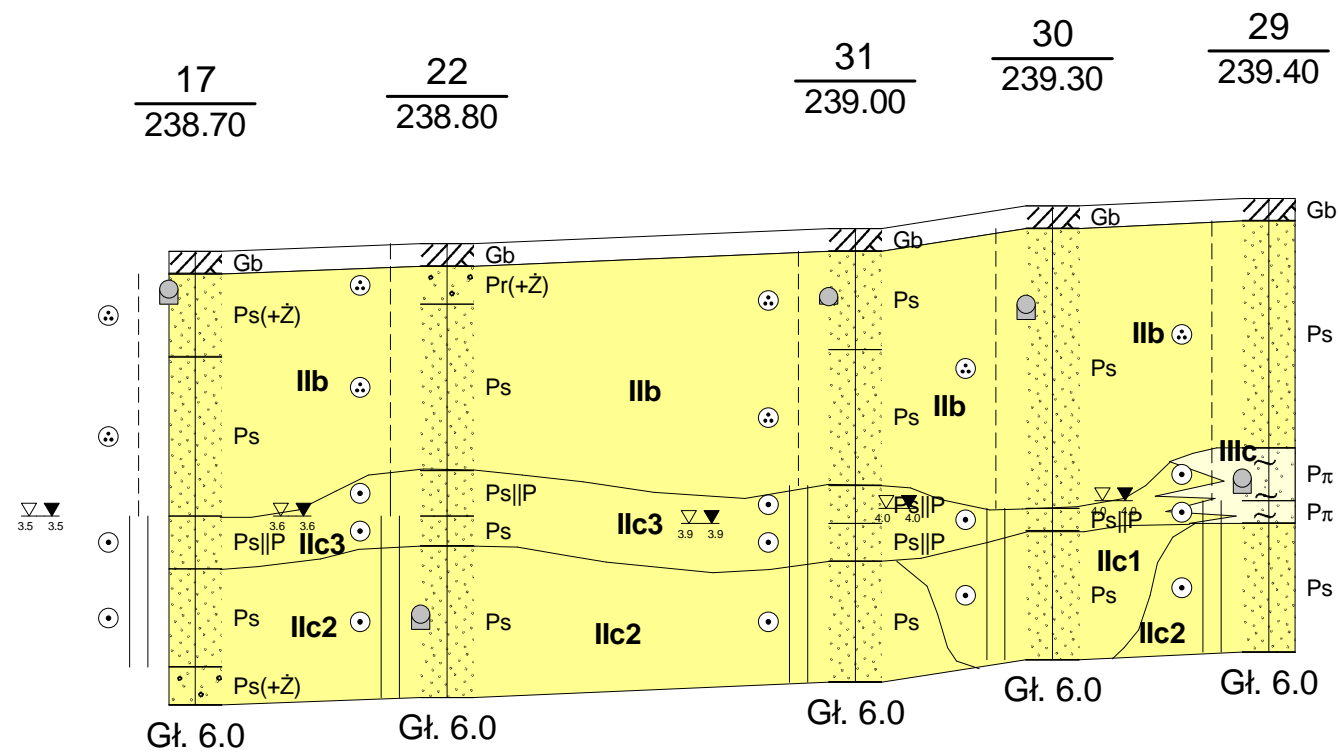 17
238.70
22
238.80
31
239.00
30
239.30
29
239.40
Gb
Gb
Gb
Gb
Gb
Ps(+Ż)
Pr(+Ż)
Ps
Ps
Ps
IIb
IIb
IIb
IIb
Ps
Ps
Ps
Ps
IIIc
Pπ
Pπ
3.5 3.5
3.6 3.6
3.9 3.9
4.0 4.0
4.0 4.0
Ps||P
Ps||P
Ps||P
Ps
IIc3
IIc3
Ps||P
Ps||P
IIc1
Ps
IIc2
Ps
IIc2
Ps
Ps
Ps
IIc2
Ps(+Ż)
Gł. 6.0
Gł. 6.0
Gł. 6.0
Gł. 6.0
Gł. 6.0